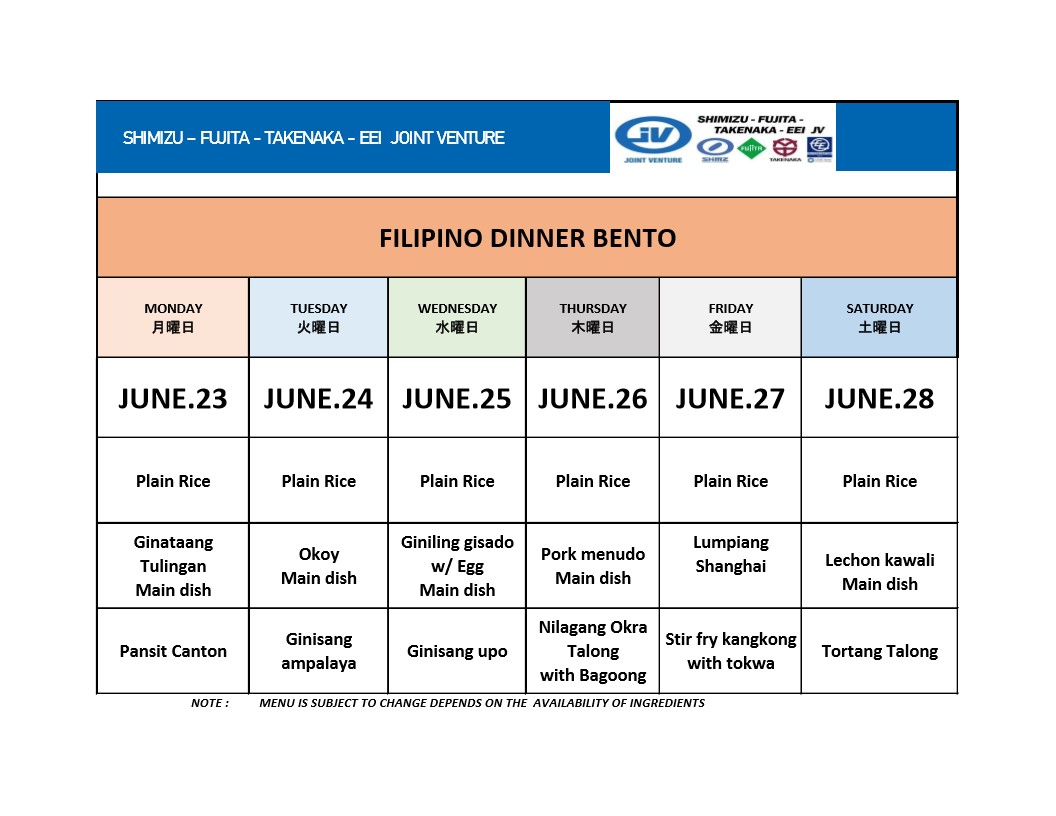 SHIMIZU – FUJITA - TAKENAKA - EEI JOINT VENTURE
JV
JOINT VENTURE
SHIMIZU - FUJITA -
TAKENAKA - EEI JV
SHIMZ
FUJITA
TAKENAKA
FILIPINO DINNER BENTO
MONDAY
月曜日
TUESDAY
火曜日
WEDNESDAY
水曜日
THURSDAY
木曜日
FRIDAY
金曜日
SATURDAY
土曜日
JUNE.23
JUNE.24
JUNE.25
JUNE.26
JUNE.27
JUNE.28
Plain Rice
Plain Rice
Plain Rice
Plain Rice
Plain Rice
Plain Rice
Ginataang
Tulingan
Main dish
Okoy
Main dish
Giniling gisado
w/ Egg
Main dish
Pork menudo
Main dish
Lumpiang
Shanghai
Lechon kawali
Main dish
Pansit Canton
Ginisang
ampalaya
Ginisang upo
Nilagang Okra
Talong
with Bagoong
Stir fry kangkong
with tokwa
Tortang Talong
NOTE : MENU IS SUBJECT TO CHANGE DEPENDS ON THE AVAILABILITY OF INGREDIENTS